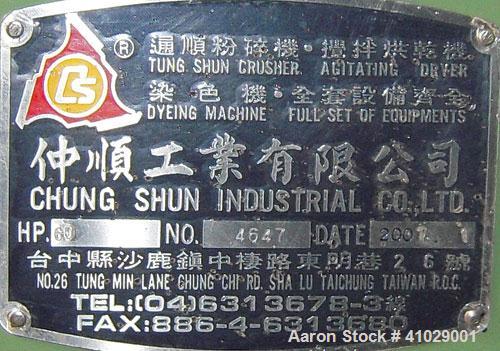 CS ® 通順粉碎機·攪拌烘乾機
TUNG SHUN CRUSHER. AGITATING DRYER
染色機·全套設備齊全
DYEING MACHINE FULL SET OF EQUIPMENTS
仲順工業有限公司
CHUNG SHUN INDUSTRIAL CO.,LTD.
HP. NO. 4647 DATE
台中縣沙鹿鎮中棲路東明巷26號
NO.26 TUNG MIN LANE CHUNG CHI RD. SHA LU TAICHUNG TAIWAN R.O.C.
TEL:(04)6313678-3線
FAX:886-4-6313680
Aaron Stock # 41029001